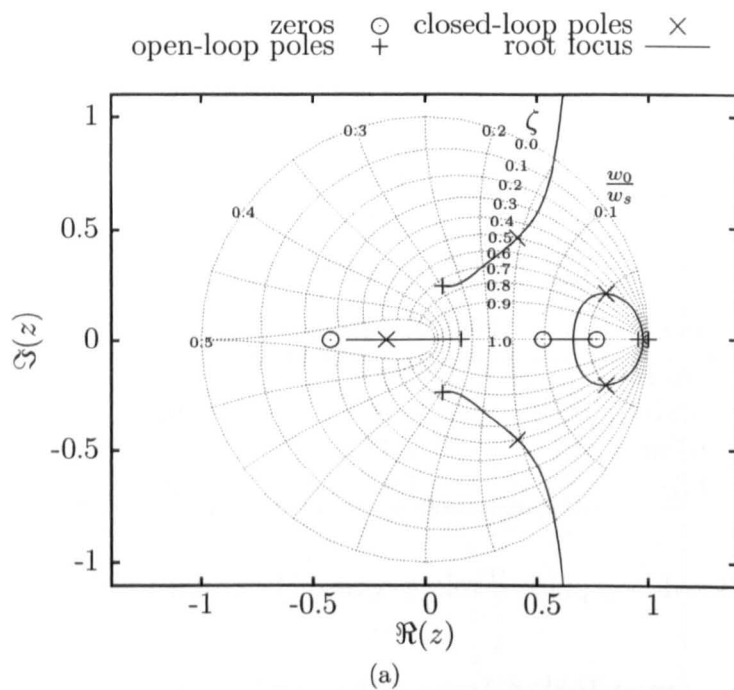 zeros ⊙ closed-loop poles ×
open-loop poles + root focus
1
0.5
0
-0.5
-1
ℑ(z)
0.3
0.2
ζ
0.0
0.1
0.2
0.3
0.4
0.5
0.6
0.7
0.8
0.9
1.0
w₀/wₛ
0.1
0.4
0.5
-1 -0.5 0 0.5 1
ℜ(z)
(a)